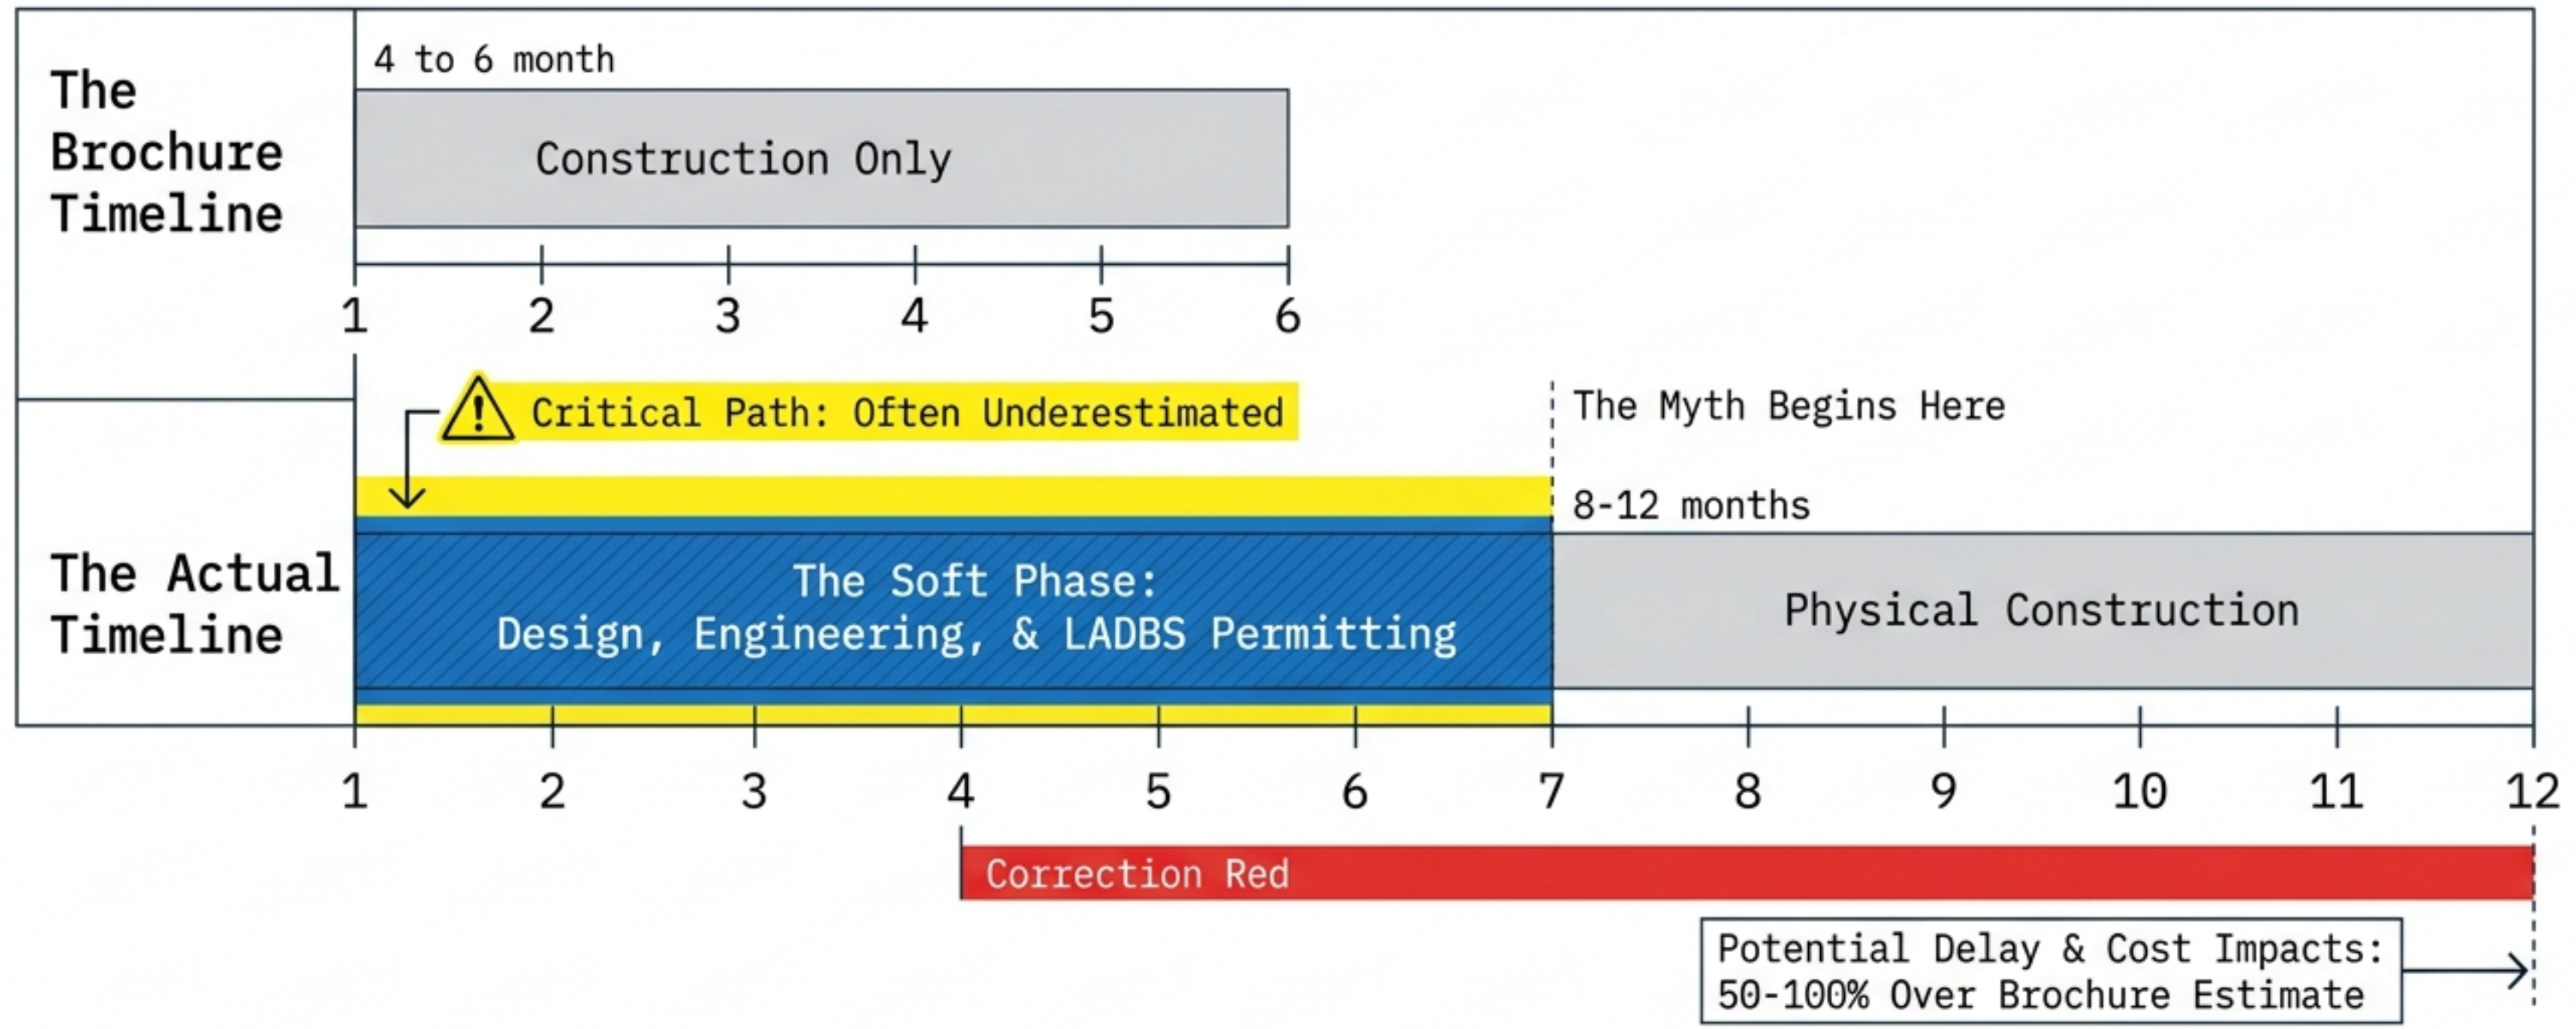 The
Brochure
Timeline
4 to 6 month
Construction Only
1 2 3 4 5 6
Critical Path: Often Underestimated
The Myth Begins Here
8-12 months
The Actual
Timeline
The Soft Phase:
Design, Engineering, & LADBS Permitting
Physical Construction
1 2 3 4 5 6 7 8 9 10 11 12
Correction Red
Potential Delay & Cost Impacts:
50-100% Over Brochure Estimate